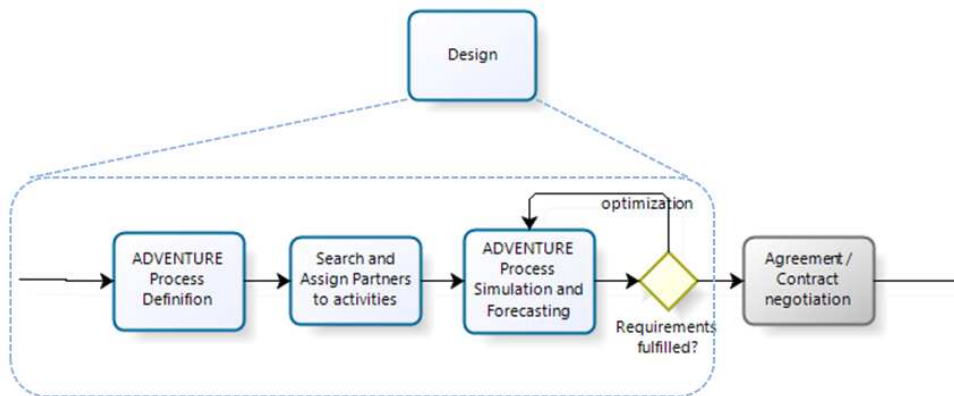 Design
optimization
ADVENTURE
Process
Definifion
Search and
Assign Partners
to activities
ADVENTURE
Process
Simulation and
Forecasting
Requirements
fulfilled?
Agreement /
Contract
negotiation